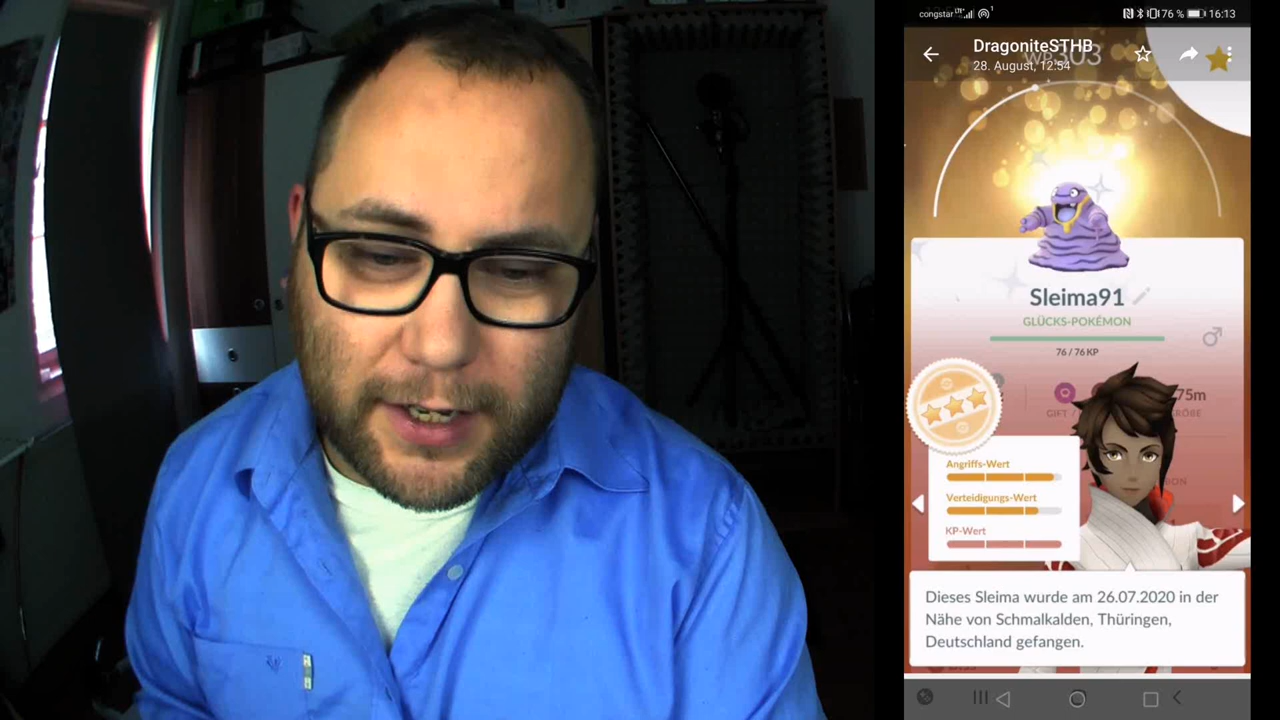 congstar
76 %
16:13
DragoniteSTHB
28. August, 12:54
WP303
Sleima91
GLÜCKS-POKÉMON
76 / 76 KP
75m
GIFT /
Angriffs-Wert
Verteidigungs-Wert
KP-Wert
Dieses Sleima wurde am 26.07.2020 in der
Nähe von Schmalkalden, Thüringen,
Deutschland gefangen.